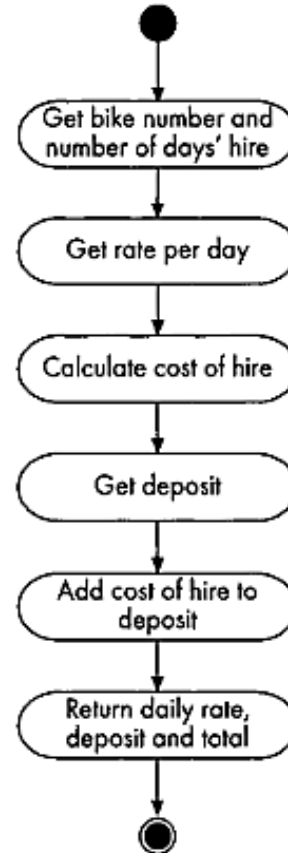 Get bike number and
number of days' hire
Get rate per day
Calculate cost of hire
Get deposit
Add cost of hire to
deposit
Return daily rate,
deposit and total